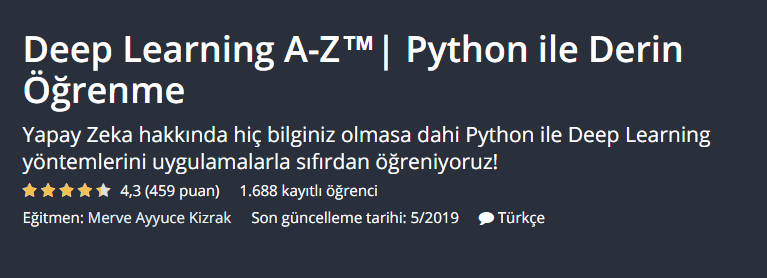 Deep Learning A-Z™| Python ile Derin
Öğrenme
Yapay Zeka hakkında hiç bilginiz olmasa dahi Python ile Deep Learning
yöntemlerini uygulamalarla sıfırdan öğreniyoruz!
4,3 (459 puan) 1.688 kayıtlı öğrenci
Eğitmen: Merve Ayyuce Kizrak Son güncelleme tarihi: 5/2019 Türkçe